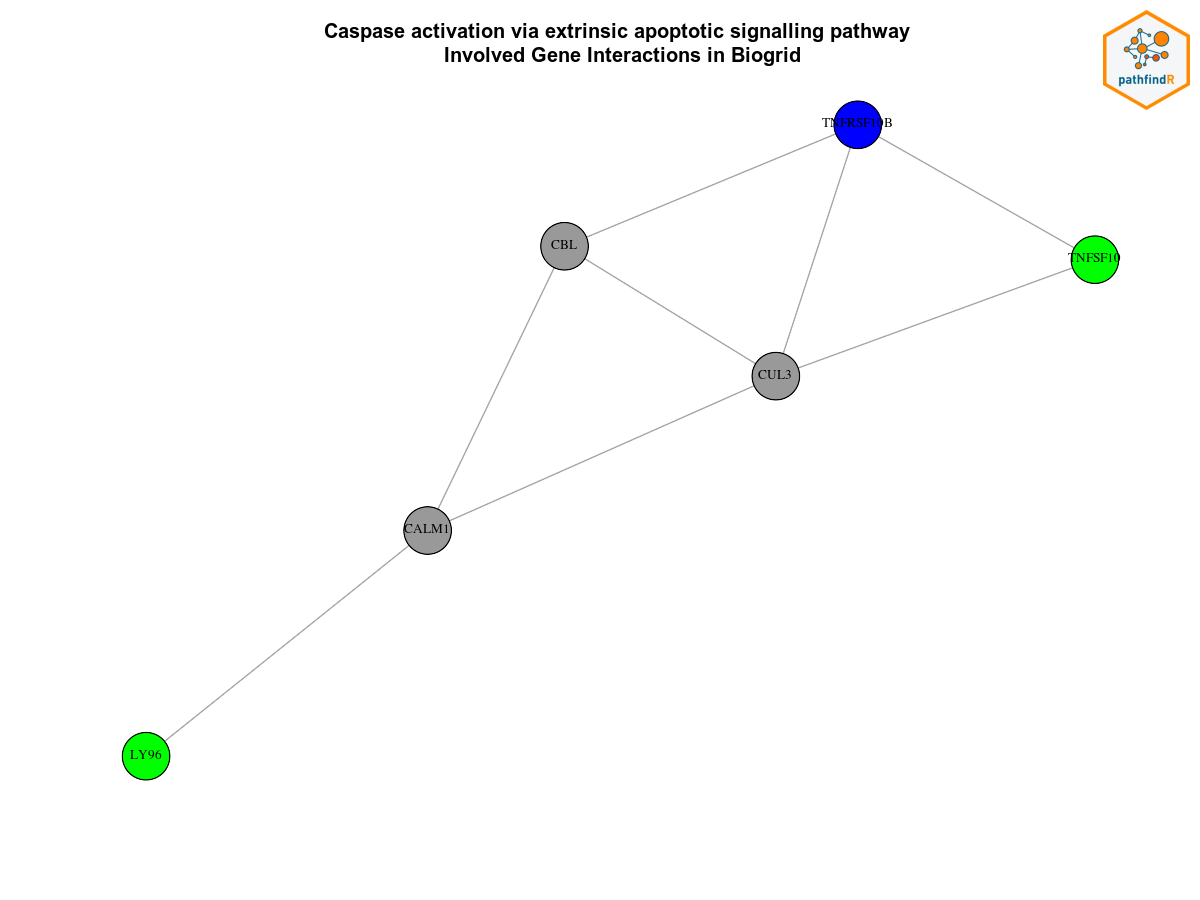 Caspase activation via extrinsic apoptotic signalling pathway
Involved Gene Interactions in Biogrid
pathfindR
TNFRSF10B
CBL
TNFSF10
CUL3
CALM1
LY96